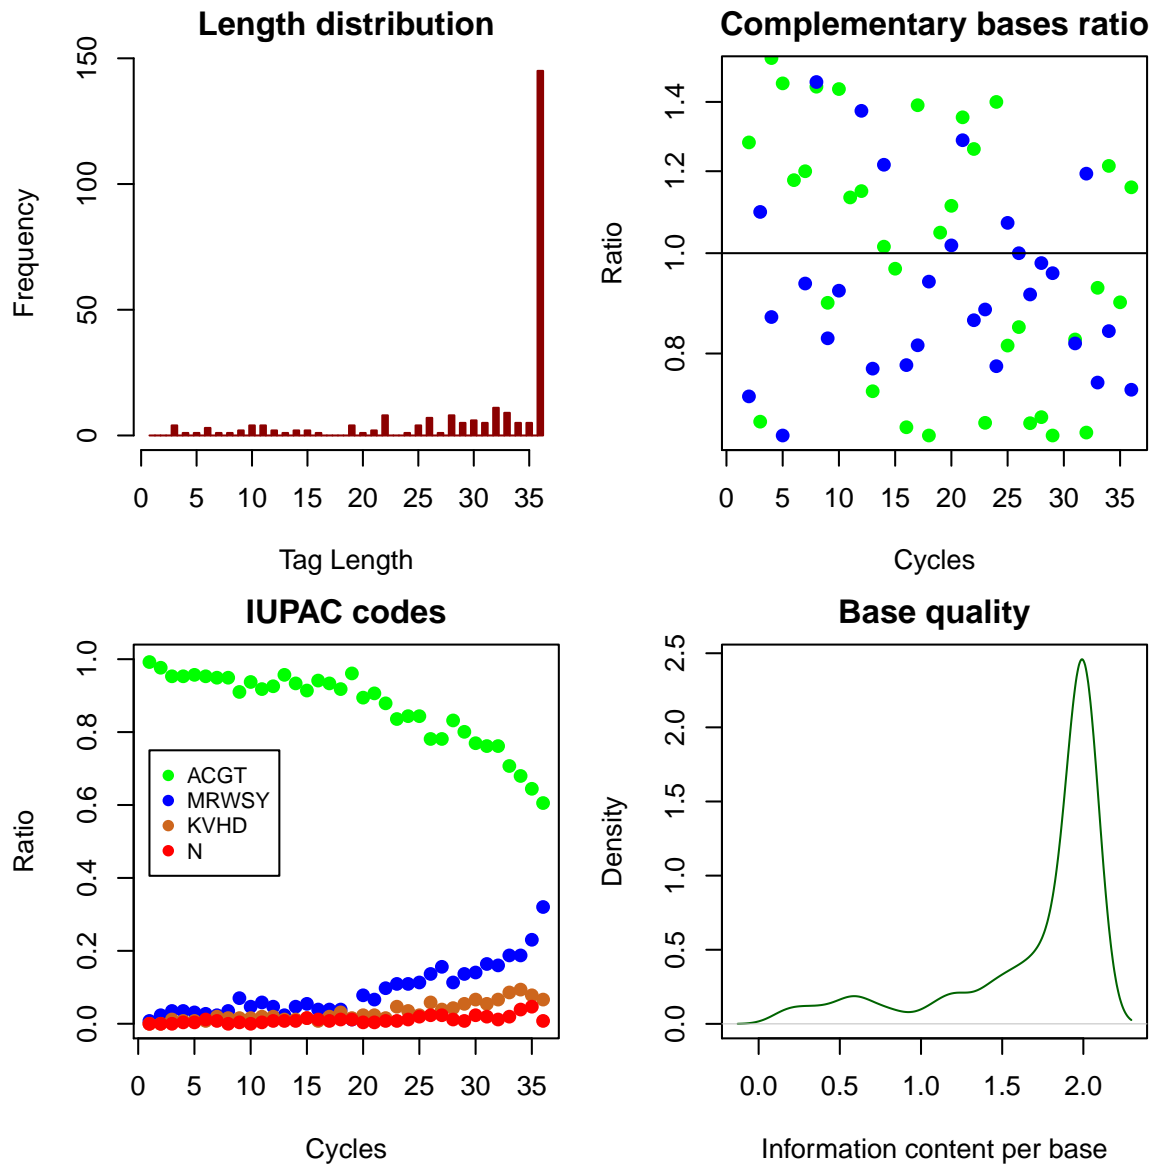 Length distribution
150
100
50
0
Frequency
0 5 10 15 20 25 30 35
Tag Length
Complementary bases ratio
1.4
1.2
1.0
0.8
Ratio
0 5 10 15 20 25 30 35
Cycles
IUPAC codes
1.0
0.8
0.6
0.4
0.2
0.0
Ratio
ACGT
MRWSY
KVHD
N
0 5 10 15 20 25 30 35
Cycles
Base quality
2.5
2.0
1.5
1.0
0.5
0.0
Density
0.0 0.5 1.0 1.5 2.0
Information content per base